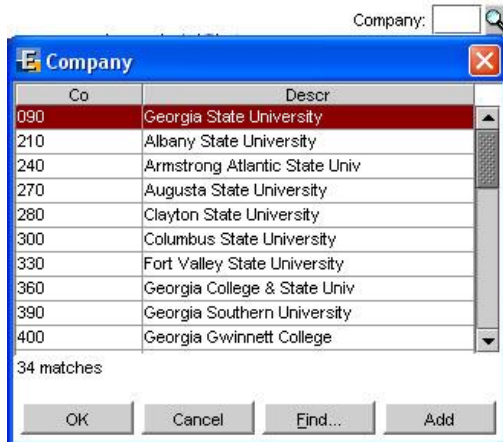 Company:
E Company
Co Descr
090 Georgia State University
210 Albany State University
240 Armstrong Atlantic State Univ
270 Augusta State University
280 Clayton State University
300 Columbus State University
330 Fort Valley State University
360 Georgia College & State Univ
390 Georgia Southern University
400 Georgia Gwinnett College
34 matches
OK Cancel Find... Add